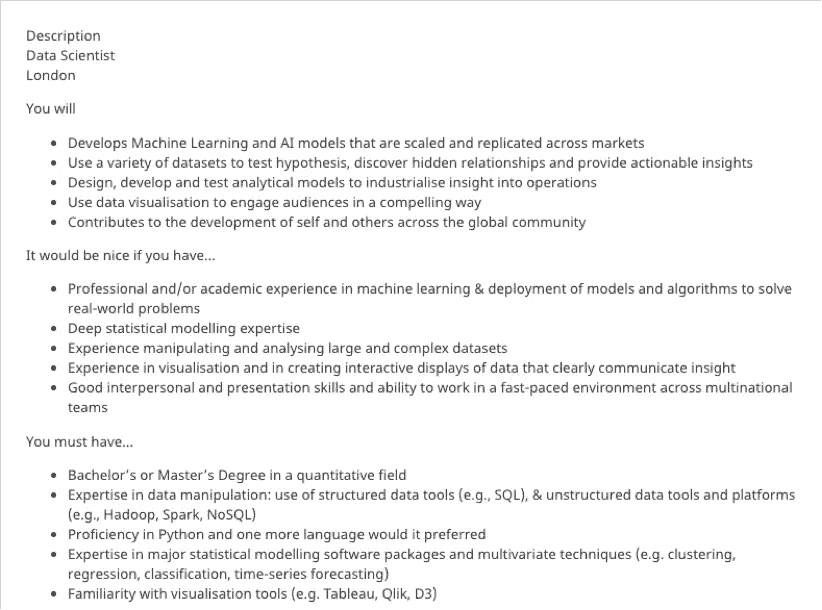 Description
Data Scientist
London
You will
• Develops Machine Learning and AI models that are scaled and replicated across markets
• Use a variety of datasets to test hypothesis, discover hidden relationships and provide actionable insights
• Design, develop and test analytical models to industrialise insight into operations
• Use data visualisation to engage audiences in a compelling way
• Contributes to the development of self and others across the global community
It would be nice if you have...
• Professional and/or academic experience in machine learning & deployment of models and algorithms to solve
real-world problems
• Deep statistical modelling expertise
• Experience manipulating and analysing large and complex datasets
• Experience in visualisation and in creating interactive displays of data that clearly communicate insight
• Good interpersonal and presentation skills and ability to work in a fast-paced environment across multinational
teams
You must have...
• Bachelor's or Master's Degree in a quantitative field
• Expertise in data manipulation: use of structured data tools (e.g., SQL), & unstructured data tools and platforms
(e.g., Hadoop, Spark, NoSQL)
• Proficiency in Python and one more language would it preferred
• Expertise in major statistical modelling software packages and multivariate techniques (e.g. clustering,
regression, classification, time-series forecasting)
• Familiarity with visualisation tools (e.g. Tableau, Qlik, D3)